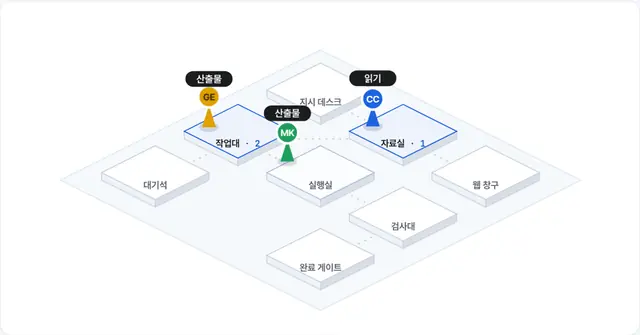 산출물
읽기
GE
CC
지시 데스크
산출물
MK
작업대 · 2
자료실 · 1
대기석
실행실
웹 창구
검사대
완료 게이트